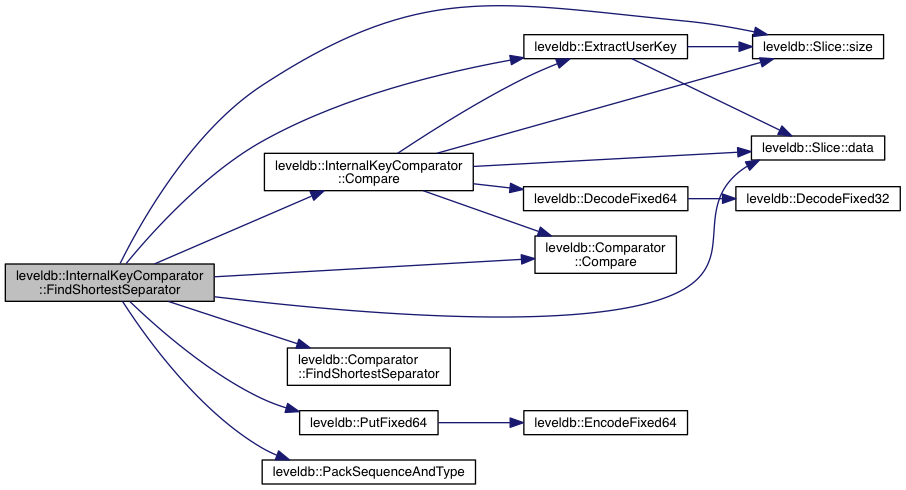 leveldb::ExtractUserKey
leveldb::Slice::size
leveldb::Slice::data
leveldb::InternalKeyComparator
::Compare
leveldb::DecodeFixed64
leveldb::DecodeFixed32
leveldb::Comparator
::Compare
leveldb::InternalKeyComparator
::FindShortestSeparator
leveldb::Comparator
::FindShortestSeparator
leveldb::PutFixed64
leveldb::EncodeFixed64
leveldb::PackSequenceAndType